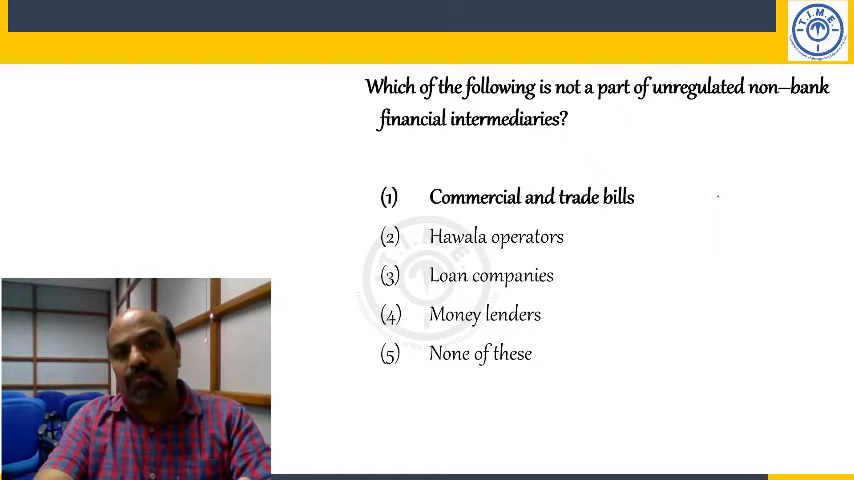 T.I.M.E.
Which of the following is not a part of unregulated non-bank
financial intermediaries?
(1) Commercial and trade bills
(2) Hawala operators
(3) Loan companies
(4) Money lenders
(5) None of these